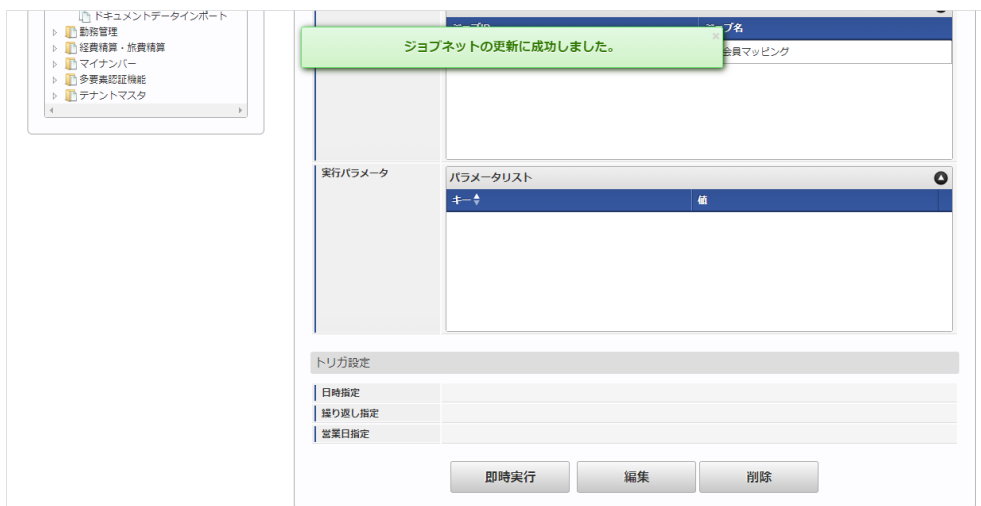 ドキュメントデータインポート
勤務管理
経費精算・旅費精算
マイナンバー
多要素認証機能
テナントマスタ
ジョブネットの更新に成功しました。
×
会員マッピング
実行パラメータ
パラメータリスト
キー
値
トリガ設定
日時指定
繰り返し指定
営業日指定
即時実行
編集
削除